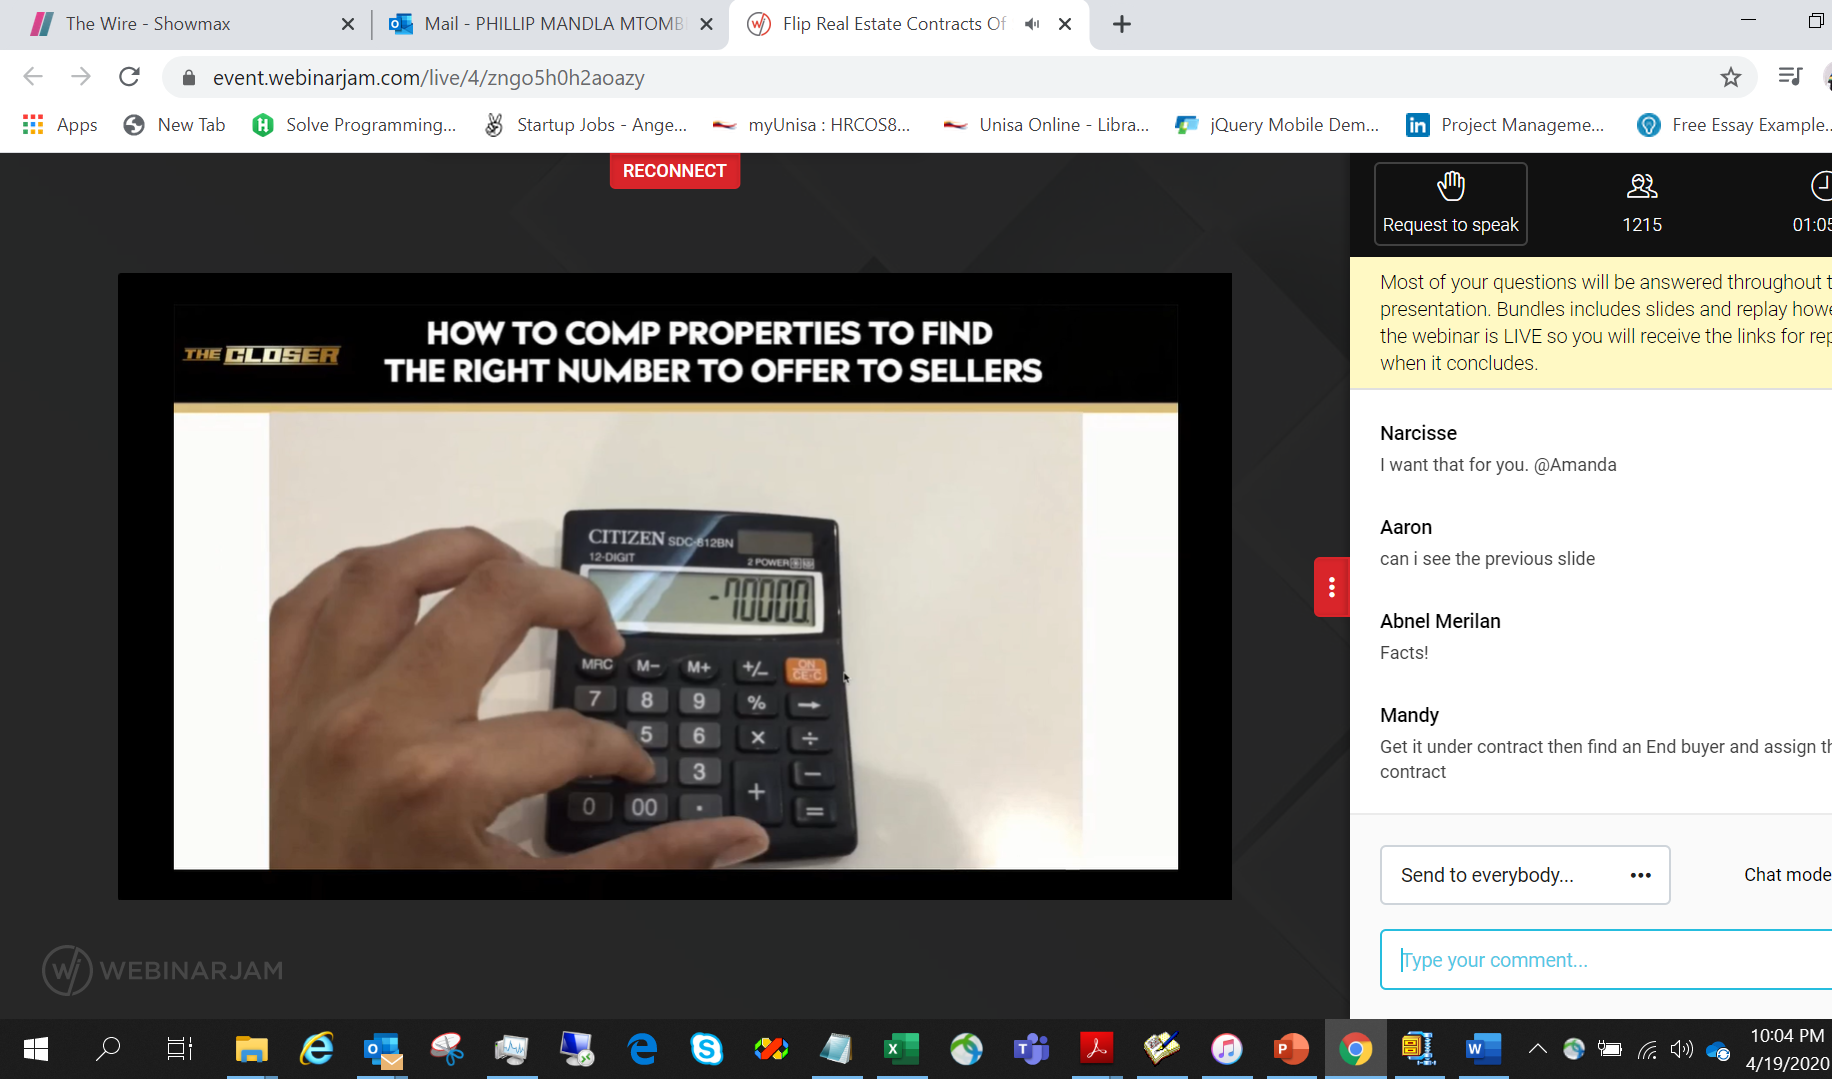 The Wire - Showmax
Mail - PHILLIP MANDLA MTOMB
Flip Real Estate Contracts Of
event.webinarjam.com/live/4/zngo5h0h2aoazy
Apps
New Tab
Solve Programming...
Startup Jobs - Ange...
myUnisa : HRCOS8...
Unisa Online - Libra...
jQuery Mobile Dem...
Project Manageme...
Free Essay Example...
RECONNECT
Request to speak
1215
01:05
Most of your questions will be answered throughout t
presentation. Bundles includes slides and replay howe
the webinar is LIVE so you will receive the links for rep
when it concludes.
THE CLOSER
HOW TO COMP PROPERTIES TO FIND
THE RIGHT NUMBER TO OFFER TO SELLERS
CITIZEN SDC-812BN
12-DIGIT
2 POWER
-70000.
MRC M- M+ +/- ON CE·C
7 8 9 % →
5 6 × ÷
3 + −
0 00 . =
Narcisse
I want that for you. @Amanda
Aaron
can i see the previous slide
Abnel Merilan
Facts!
Mandy
Get it under contract then find an End buyer and assign th
contract
Send to everybody...
Chat mode
Type your comment...
WEBINARJAM
10:04 PM
4/19/2020